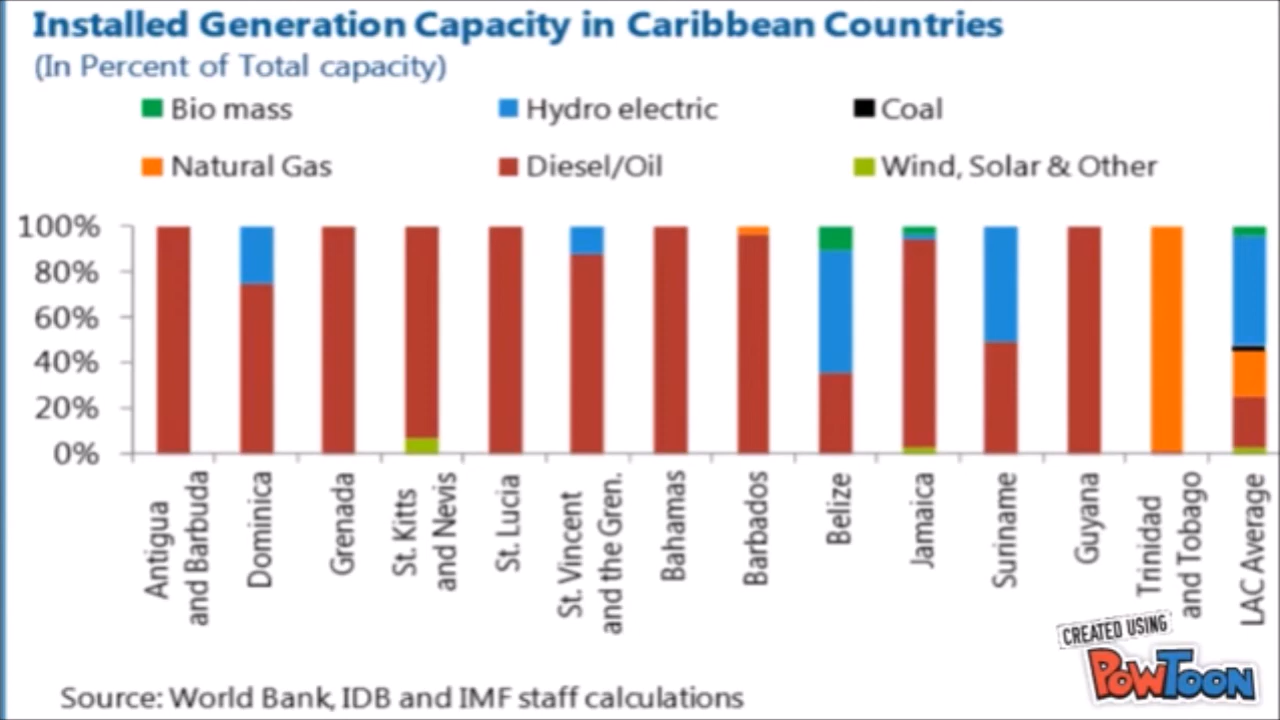 Installed Generation Capacity in Caribbean Countries
(In Percent of Total capacity)
Bio mass Hydro electric Coal
Natural Gas Diesel/Oil Wind, Solar & Other
100%
80%
60%
40%
20%
0%
Antigua
and Barbuda
Dominica
Grenada
St. Kitts
and Nevis
St. Lucia
St. Vincent
and the Gren.
Bahamas
Barbados
Belize
Jamaica
Suriname
Guyana
Trinidad
and Tobago
LAC Average
CREATED USING
POWTOON
Source: World Bank, IDB and IMF staff calculations